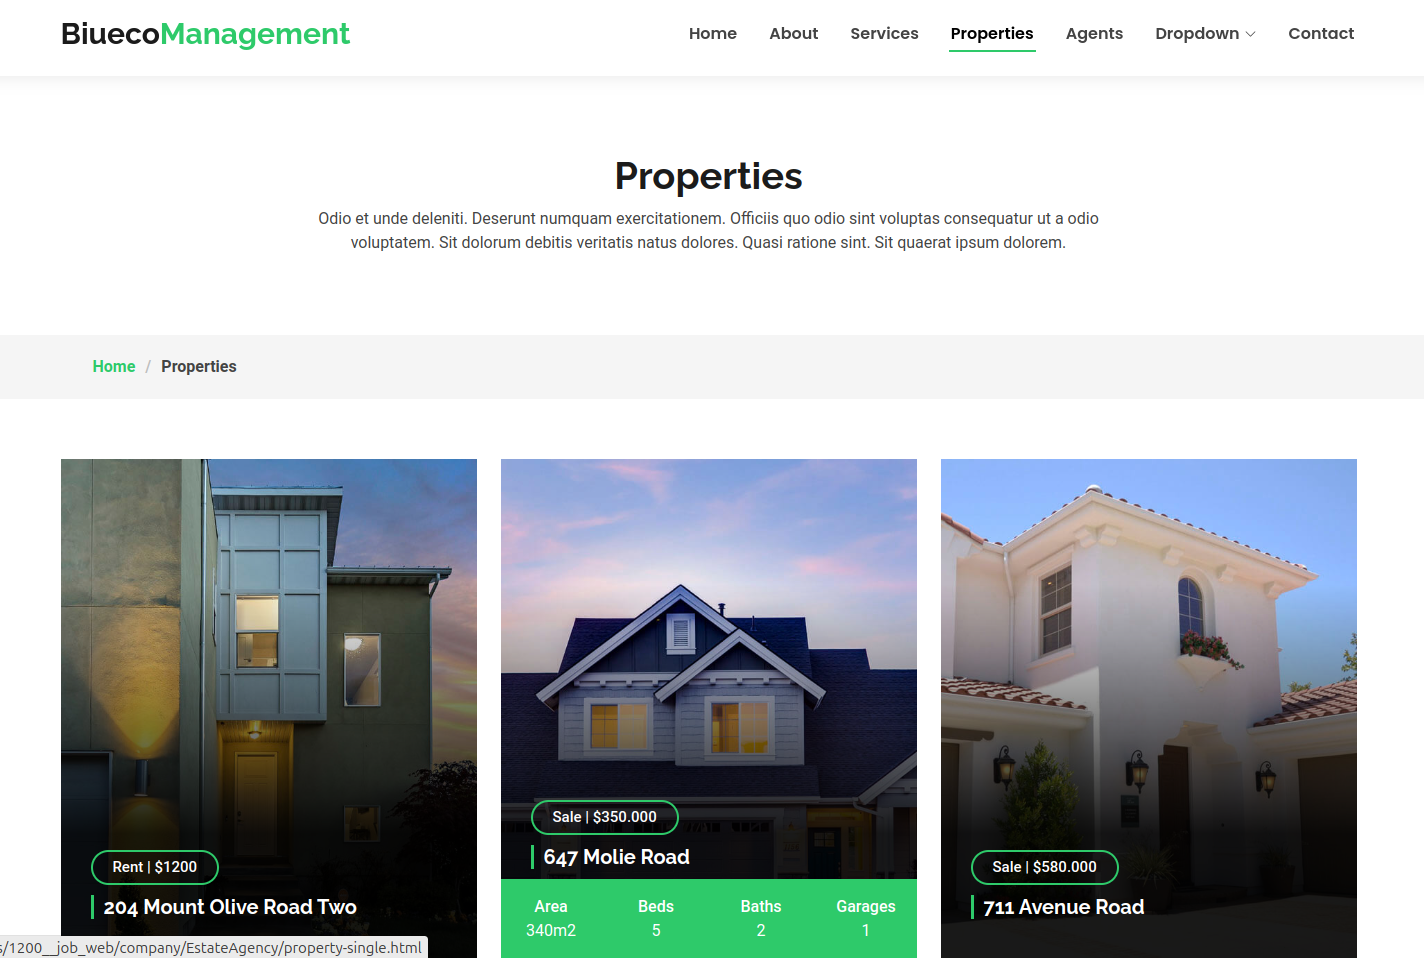 BiuecoManagement
Home About Services Properties Agents Dropdown Contact
Properties
Odio et unde deleniti. Deserunt numquam exercitationem. Officiis quo odio sint voluptas consequatur ut a odio
voluptatem. Sit dolorum debitis veritatis natus dolores. Quasi ratione sint. Sit quaerat ipsum dolorem.
Home / Properties
Rent | $1200
204 Mount Olive Road Two
Sale | $350.000
647 Molie Road
Area Beds Baths Garages
340m2 5 2 1
Sale | $580.000
711 Avenue Road
s/1200__job_web/company/EstateAgency/property-single.html